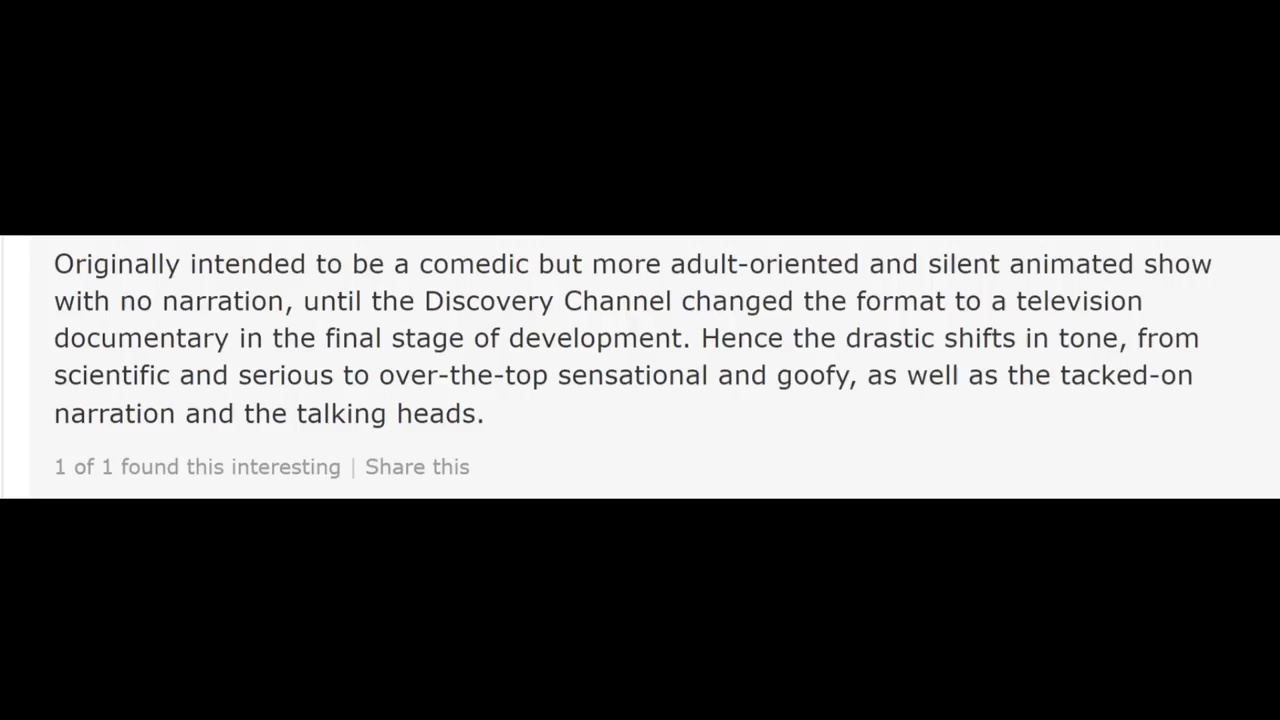 Originally intended to be a comedic but more adult-oriented and silent animated show
with no narration, until the Discovery Channel changed the format to a television
documentary in the final stage of development. Hence the drastic shifts in tone, from
scientific and serious to over-the-top sensational and goofy, as well as the tacked-on
narration and the talking heads.
1 of 1 found this interesting | Share this